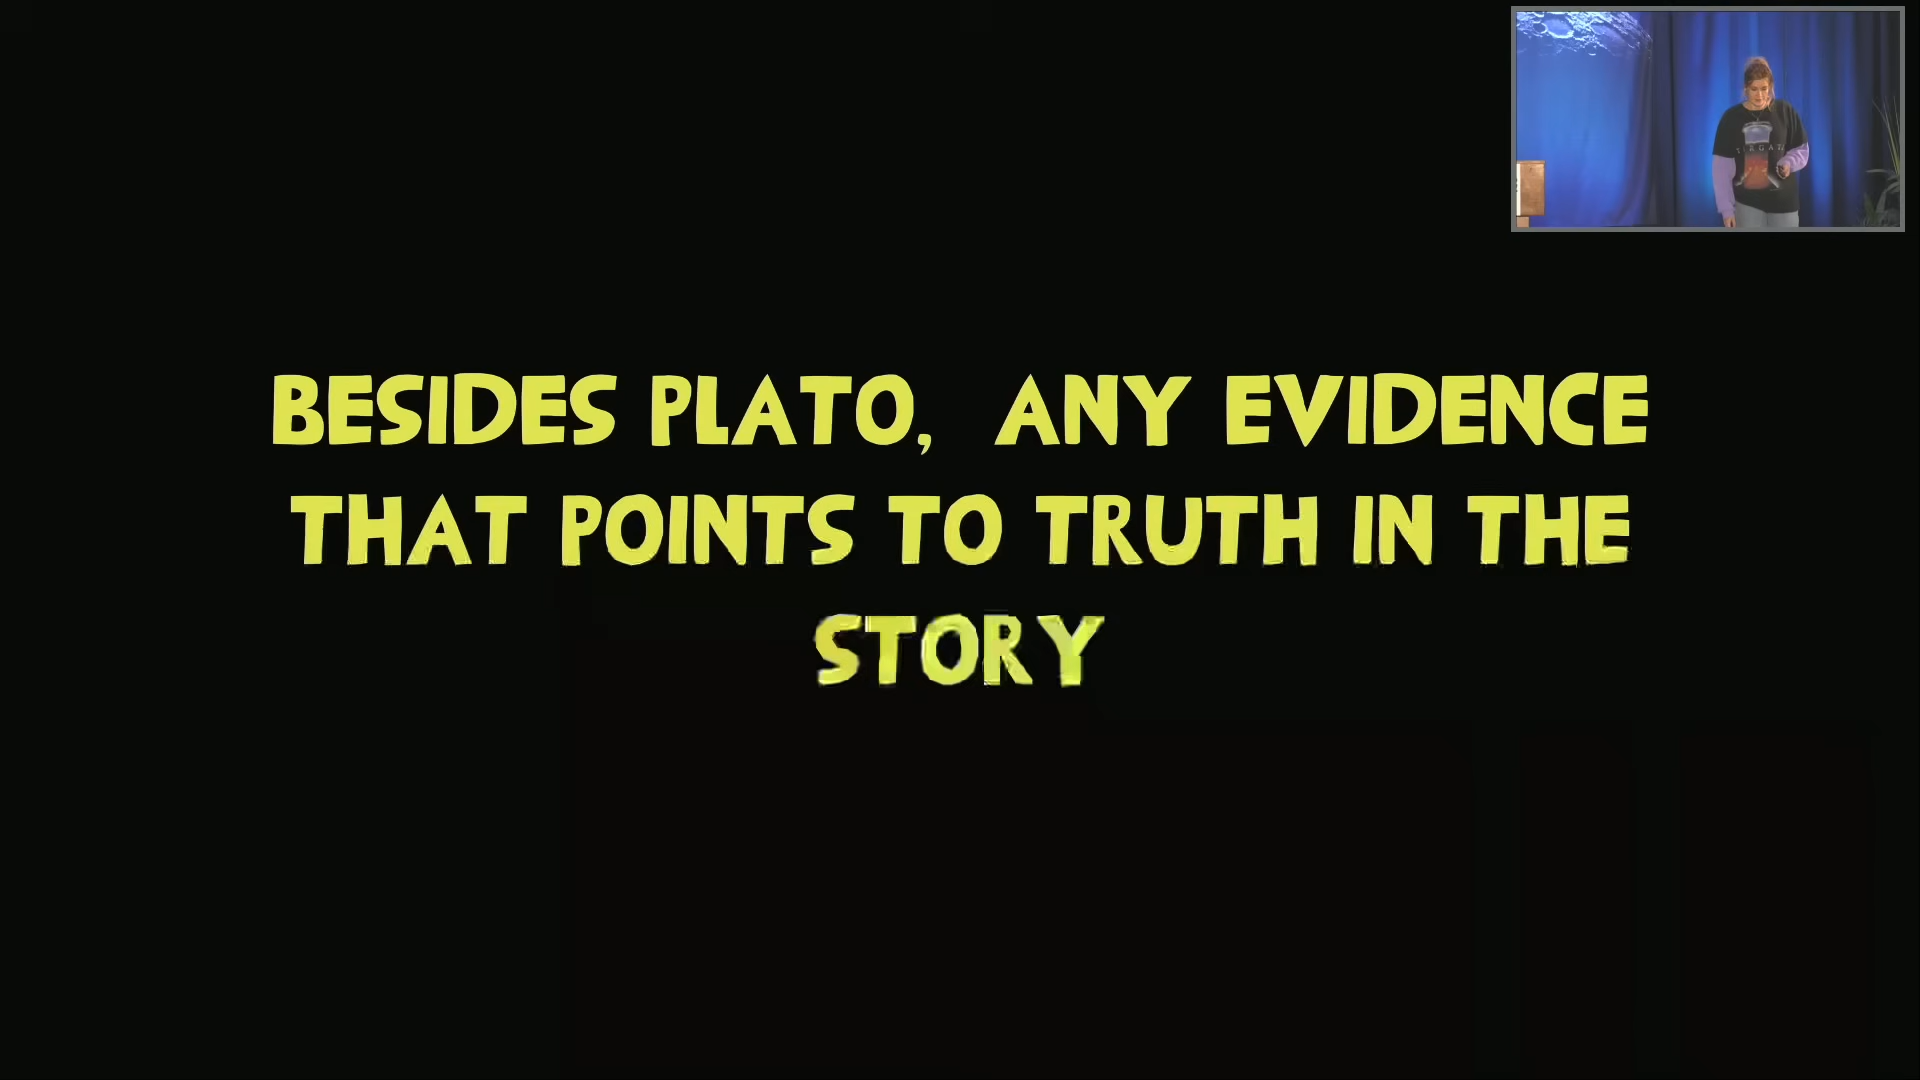 BESIDES PLATO, ANY EVIDENCE
THAT POINTS TO TRUTH IN THE
STORY